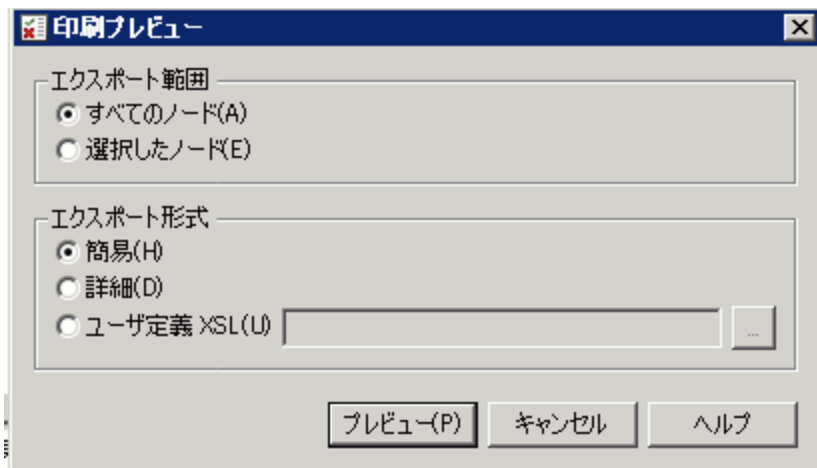 印刷プレビュー
エクスポート範囲
すべてのノード(A)
選択したノード(E)
エクスポート形式
簡易(H)
詳細(D)
ユーザ定義 XSL(U) ...
プレビュー(P) キャンセル ヘルプ